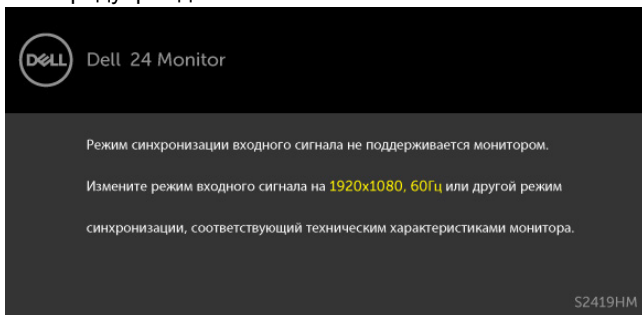 DELL
Dell 24 Monitor
Режим синхронизации входного сигнала не поддерживается монитором.
Измените режим входного сигнала на 1920x1080, 60Гц или другой режим
синхронизации, соответствующий техническим характеристиками монитора.
S2419HM